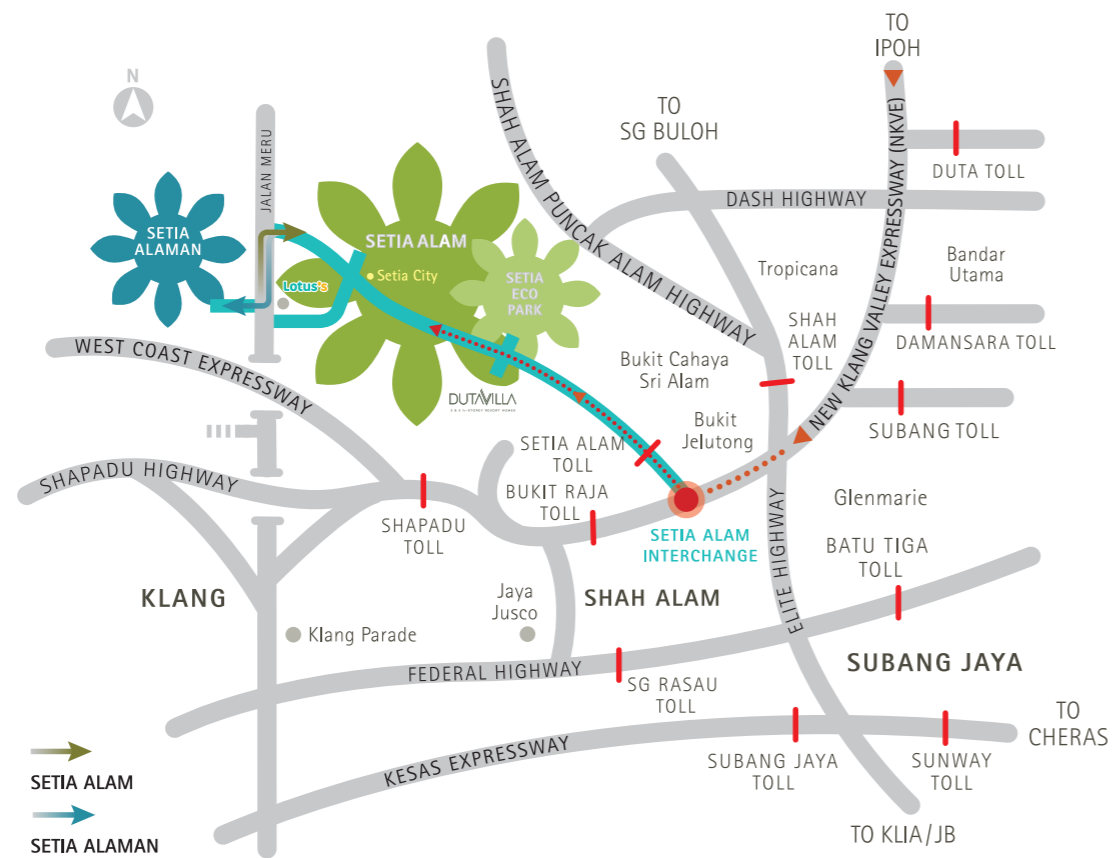 TO
IPOH
N
TO
SG BULOH
SHAH ALAM PUNCAK ALAM HIGHWAY
NEW KLANG VALLEY EXPRESSWAY (NKVE)
DUTA TOLL
JALAN MERU
DASH HIGHWAY
SETIA
ALAMAN
SETIA ALAM
Setia City
SETIA
ECO
PARK
Lotus's
Tropicana
Bandar
Utama
SHAH
ALAM
TOLL
DAMANSARA TOLL
WEST COAST EXPRESSWAY
Bukit Cahaya
Sri Alam
DUTAVILLA
Bukit
Jelutong
SUBANG TOLL
SETIA ALAM
TOLL
SHAPADU HIGHWAY
BUKIT RAJA
TOLL
SHAPADU
TOLL
SETIA ALAM
INTERCHANGE
Glenmarie
ELITE HIGHWAY
BATU TIGA
TOLL
KLANG
Jaya
Jusco
SHAH ALAM
Klang Parade
FEDERAL HIGHWAY
SG RASAU
TOLL
SUBANG JAYA
TO
CHERAS
KESAS EXPRESSWAY
SUBANG JAYA
TOLL
SUNWAY
TOLL
SETIA ALAM
TO KLIA/JB
SETIA ALAMAN